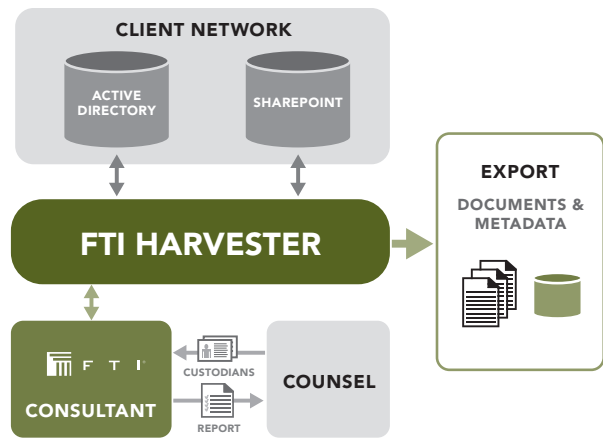 CLIENT NETWORK
ACTIVE
DIRECTORY
SHAREPOINT
FTI HARVESTER
EXPORT
DOCUMENTS &
METADATA
F T I
CONSULTANT
CUSTODIANS
REPORT
COUNSEL